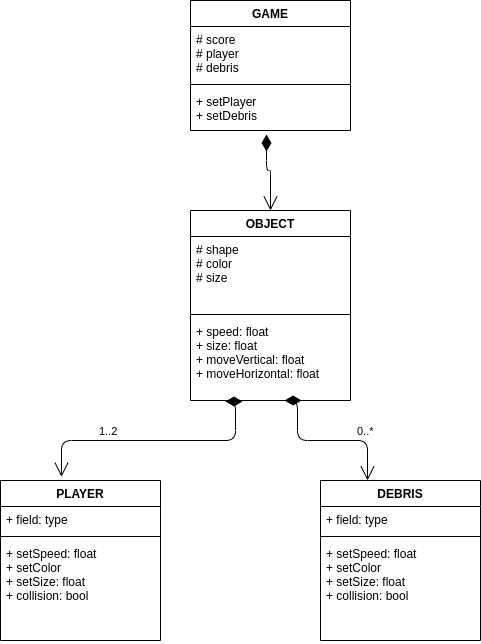 GAME
# score
# player
# debris
+ setPlayer
+ setDebris
OBJECT
# shape
# color
# size
+ speed: float
+ size: float
+ moveVertical: float
+ moveHorizontal: float
1..2
0..*
PLAYER
+ field: type
+ setSpeed: float
+ setColor
+ setSize: float
+ collision: bool
DEBRIS
+ field: type
+ setSpeed: float
+ setColor
+ setSize: float
+ collision: bool